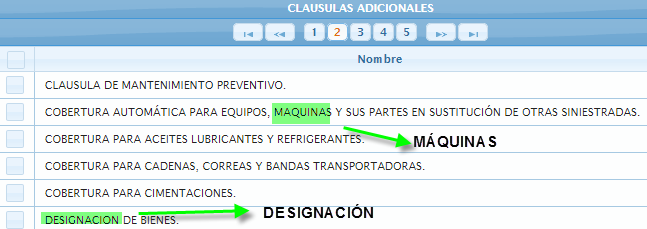 CLAUSULAS ADICIONALES
1 2 3 4 5
Nombre
CLAUSULA DE MANTENIMIENTO PREVENTIVO.
COBERTURA AUTOMÁTICA PARA EQUIPOS, MAQUINAS Y SUS PARTES EN SUSTITUCIÓN DE OTRAS SINIESTRADAS.
COBERTURA PARA ACEITES LUBRICANTES Y REFRIGERANTES.
MÁQUINAS
COBERTURA PARA CADENAS, CORREAS Y BANDAS TRANSPORTADORAS.
COBERTURA PARA CIMENTACIONES.
DESIGNACION DE BIENES.
DESIGNACIÓN